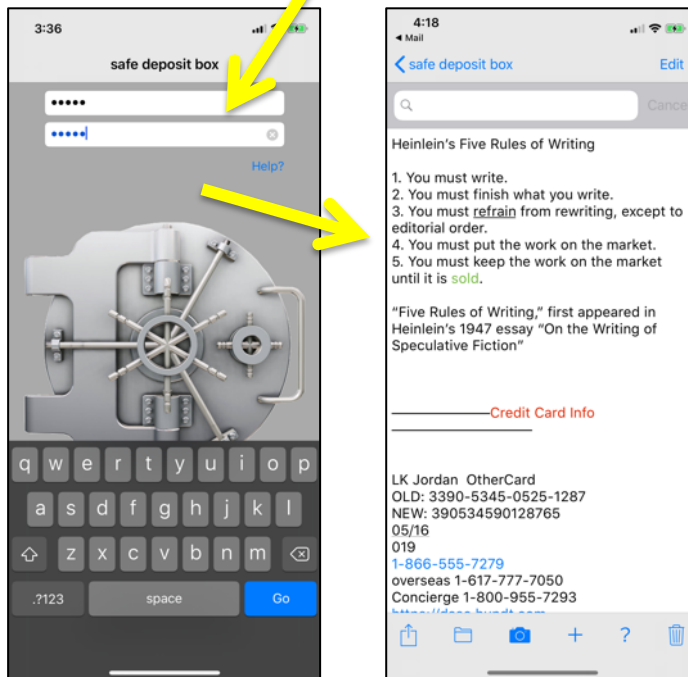 3:36
safe deposit box
•••••
•••••
Help?
q w e r t y u i o p
a s d f g h j k l
z x c v b n m
.?123 space Go
4:18
Mail
safe deposit box Edit
Cance
Heinlein's Five Rules of Writing
1. You must write.
2. You must finish what you write.
3. You must refrain from rewriting, except to
editorial order.
4. You must put the work on the market.
5. You must keep the work on the market
until it is sold.
"Five Rules of Writing," first appeared in
Heinlein's 1947 essay "On the Writing of
Speculative Fiction"
Credit Card Info
LK Jordan OtherCard
OLD: 3390-5345-0525-1287
NEW: 390534590128765
05/16
019
1-866-555-7279
overseas 1-617-777-7050
Concierge 1-800-955-7293
?